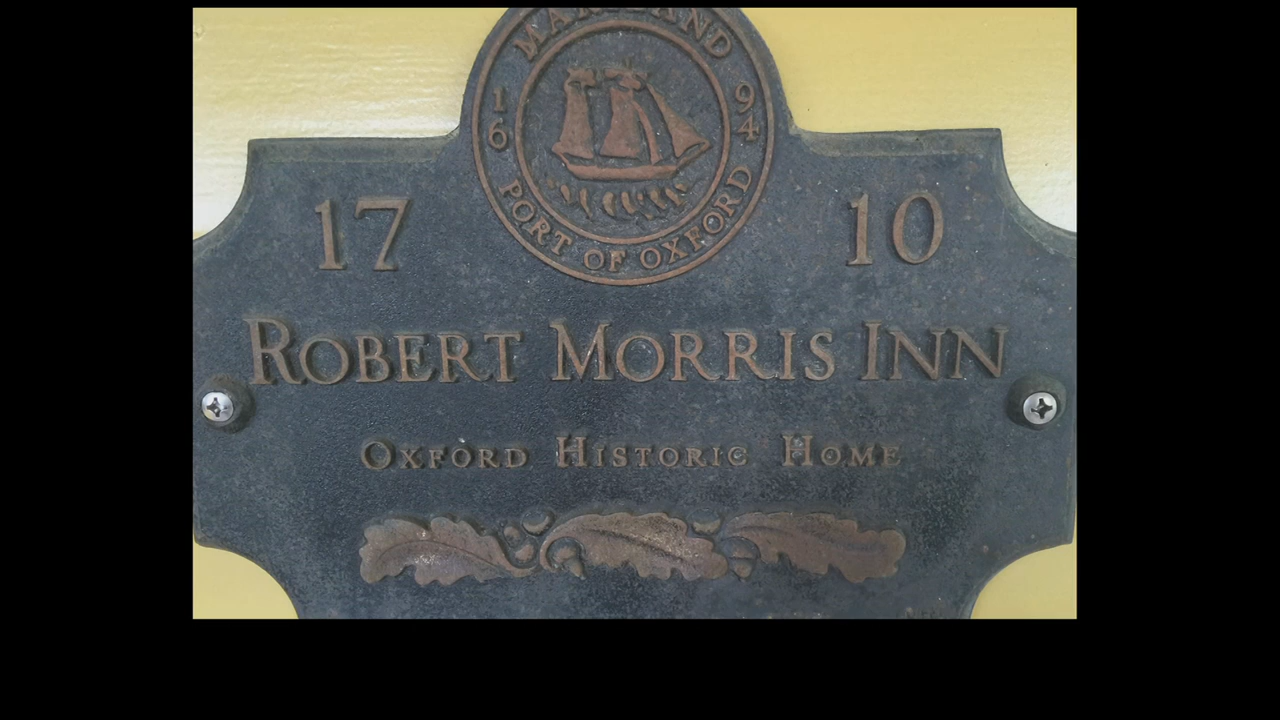 MARYLAND
16 94
PORT OF OXFORD
17 10
ROBERT MORRIS INN
OXFORD HISTORIC HOME